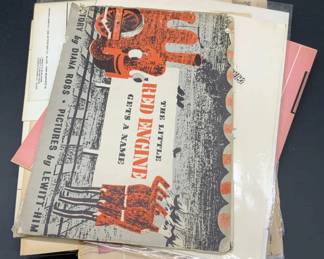 STORY by DIANA ROSS • PICTURES by LEWITT-HIM
THE LITTLE
RED ENGINE
GETS A NAME